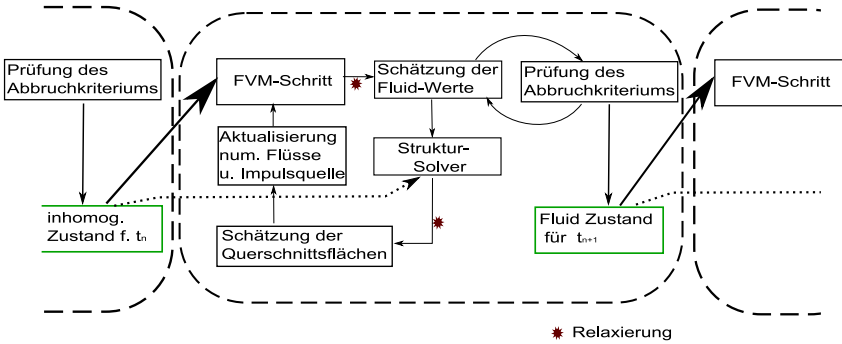 Prüfung des
Abbruchkriteriums
inhomog.
Zustand f. tn
FVM-Schritt
Aktualisierung
num. Flüsse
u. Impulsquelle
Schätzung der
Fluid-Werte
Struktur-
Solver
Schätzung der
Querschnittsflächen
Prüfung des
Abbruchkriteriums
Fluid Zustand
für tn+1
FVM-Schritt
Relaxierung